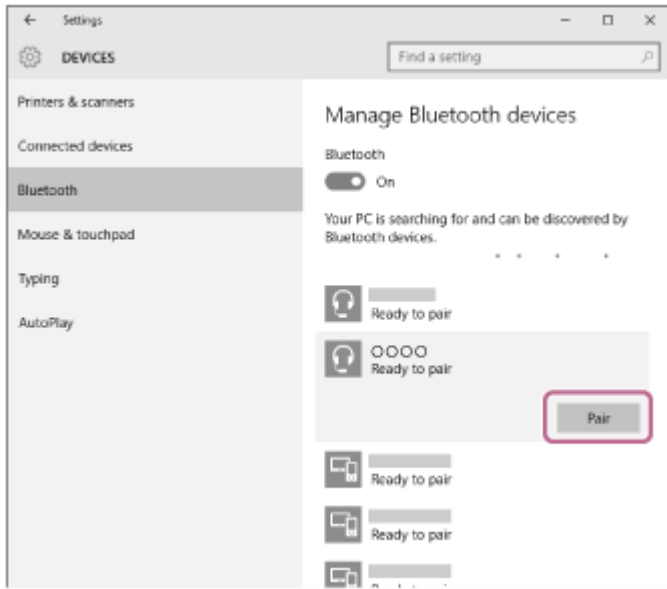 Settings
DEVICES
Find a setting
Printers & scanners
Connected devices
Bluetooth
Mouse & touchpad
Typing
AutoPlay
Manage Bluetooth devices
Bluetooth
On
Your PC is searching for and can be discovered by
Bluetooth devices.
Ready to pair
OOOO
Ready to pair
Pair
Ready to pair
Ready to pair